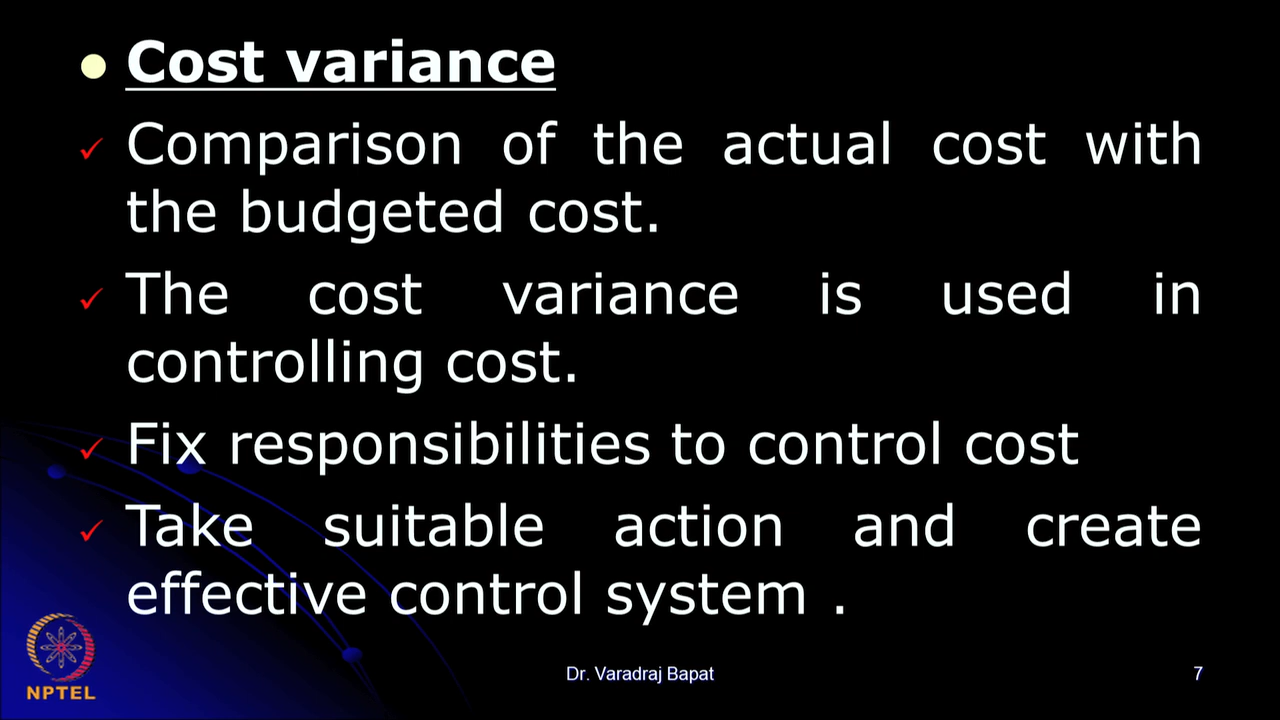 Cost variance
Comparison of the actual cost with
the budgeted cost.
The cost variance is used in
controlling cost.
Fix responsibilities to control cost
Take suitable action and create
effective control system .
NPTEL
Dr. Varadraj Bapat
7